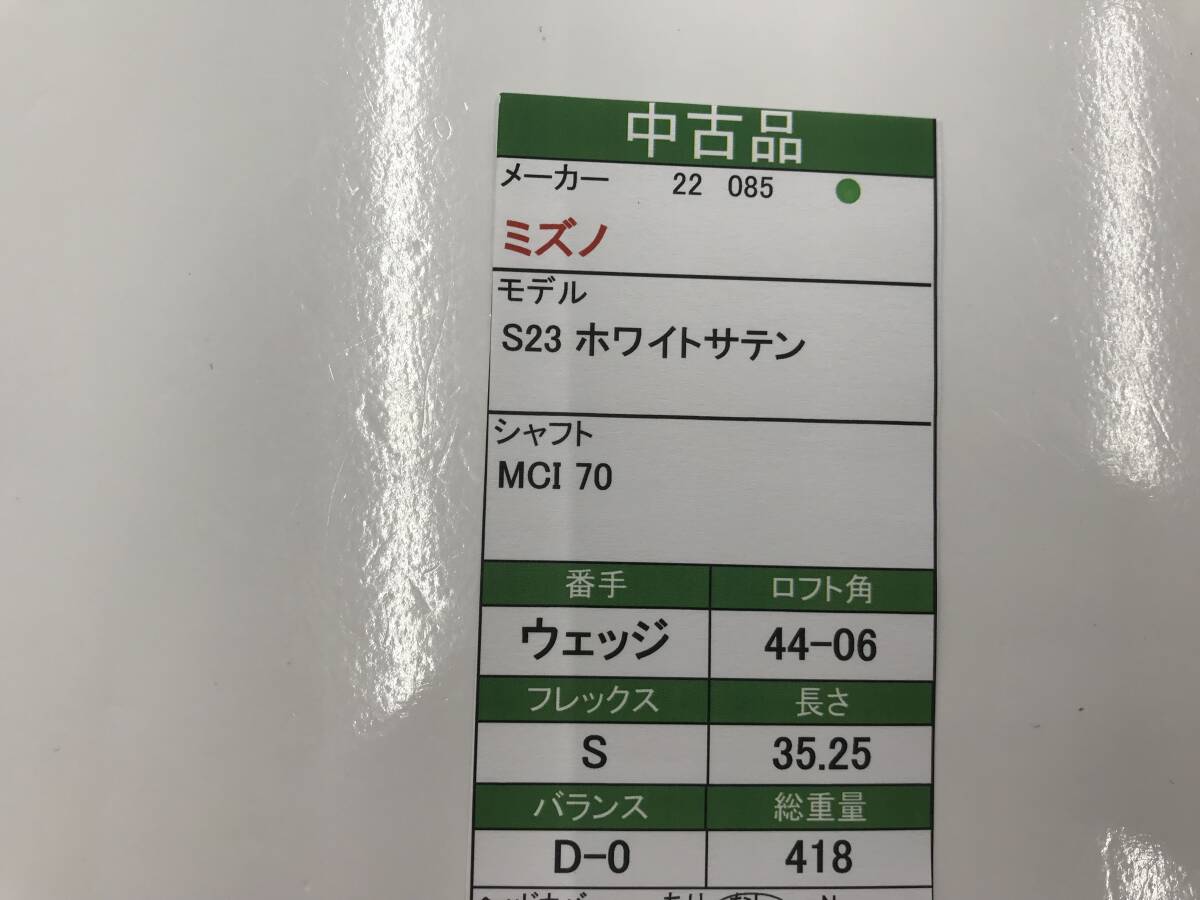 中古品
メーカー 22 085
ミズノ
モデル
S23 ホワイトサテン
シャフト
MCI 70
番手 ロフト角
ウェッジ 44-06
フレックス 長さ
S 35.25
バランス 総重量
D-0 418